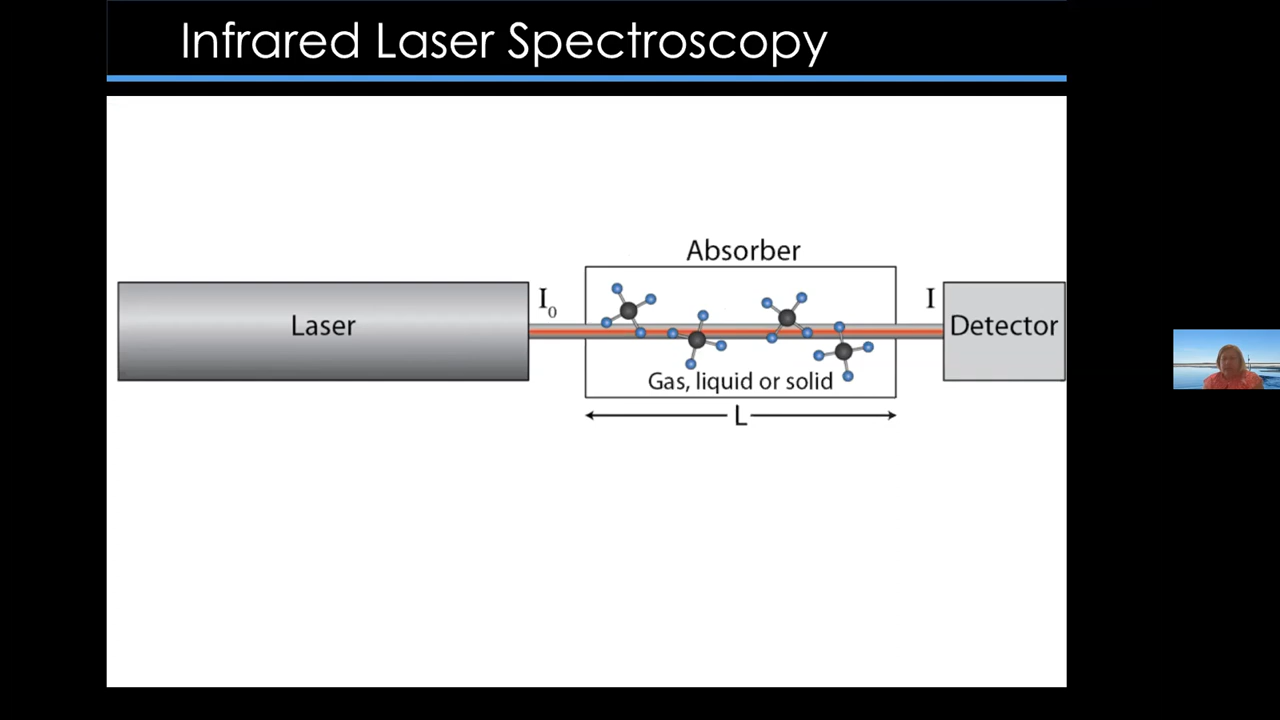 Infrared Laser Spectroscopy
Absorber
I₀
I
Laser
Detector
Gas, liquid or solid
L